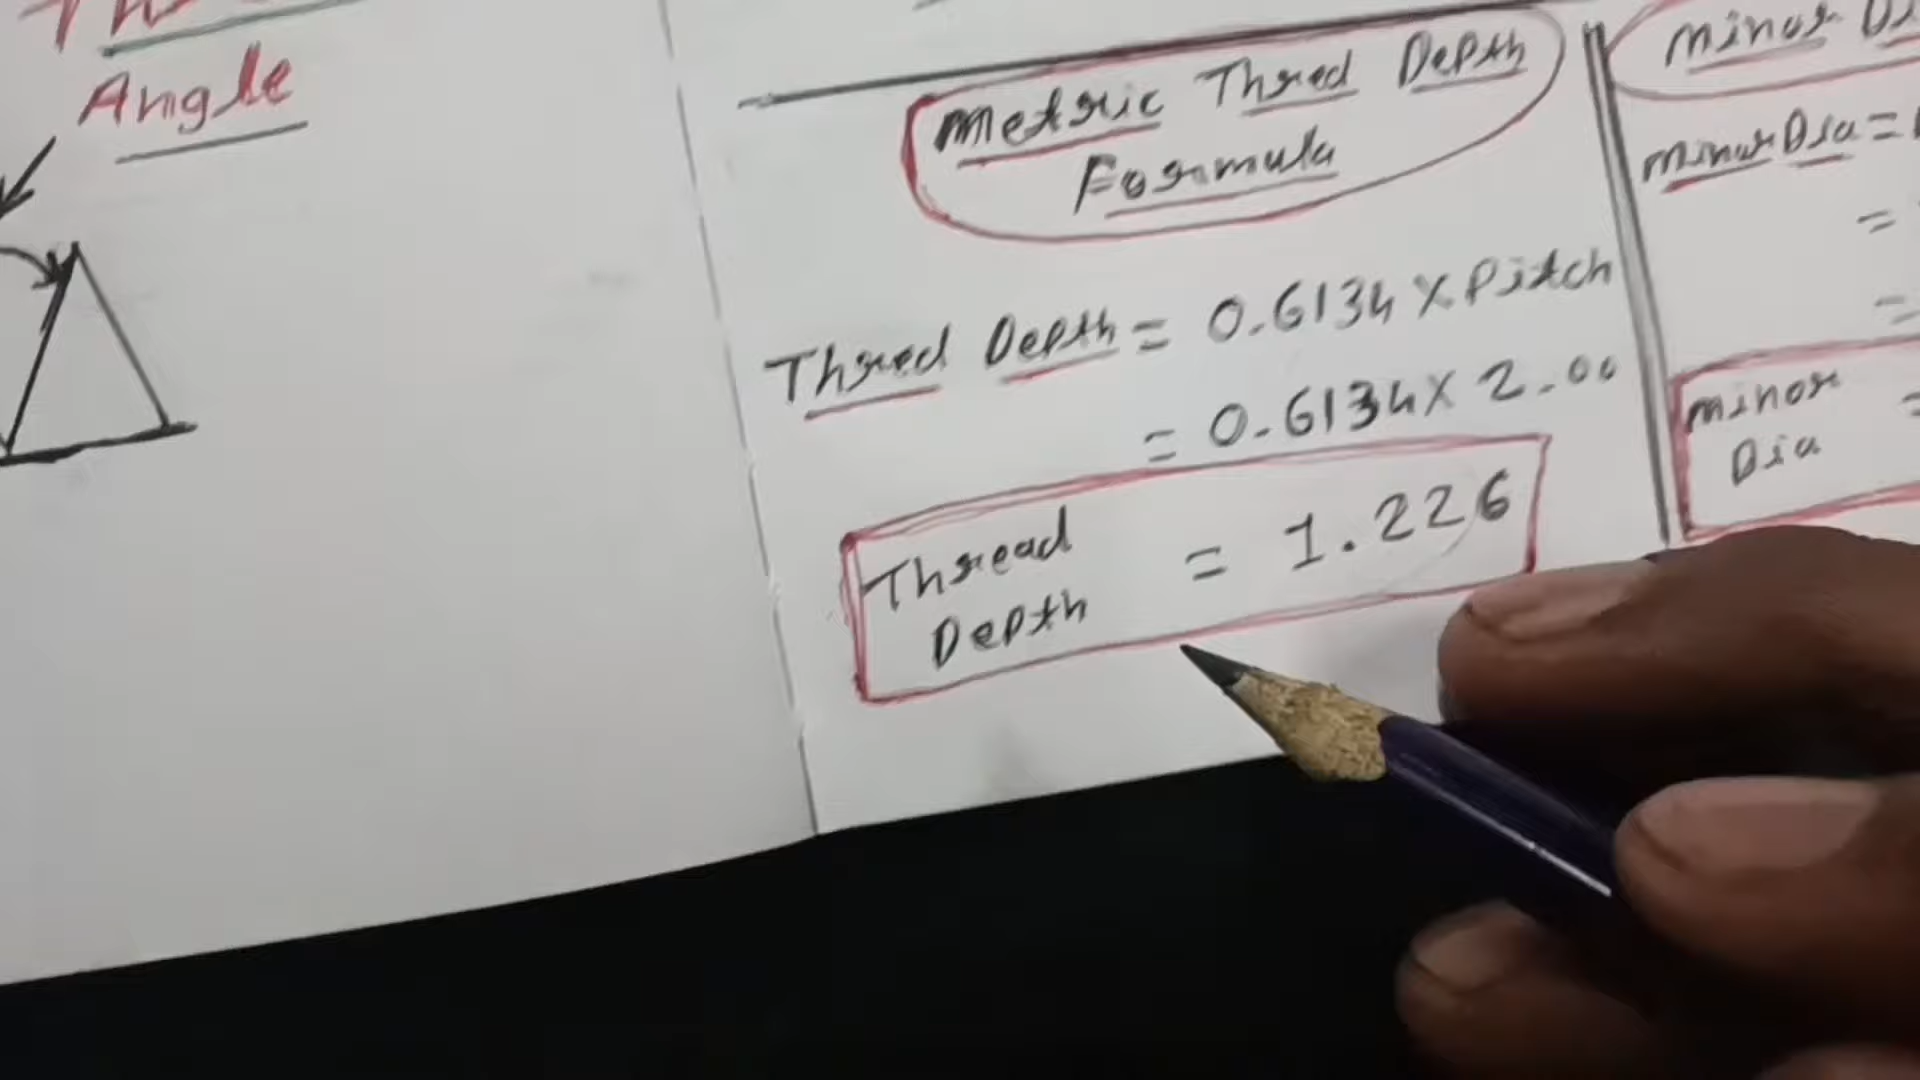 Angle
Metric Thred Depth
Formula
Thred Depth = 0.6134 X Pitch
= 0.6134 X 2.00
Thread
Depth = 1.226
minor
minor Dia =
=
=
minor
Dia =